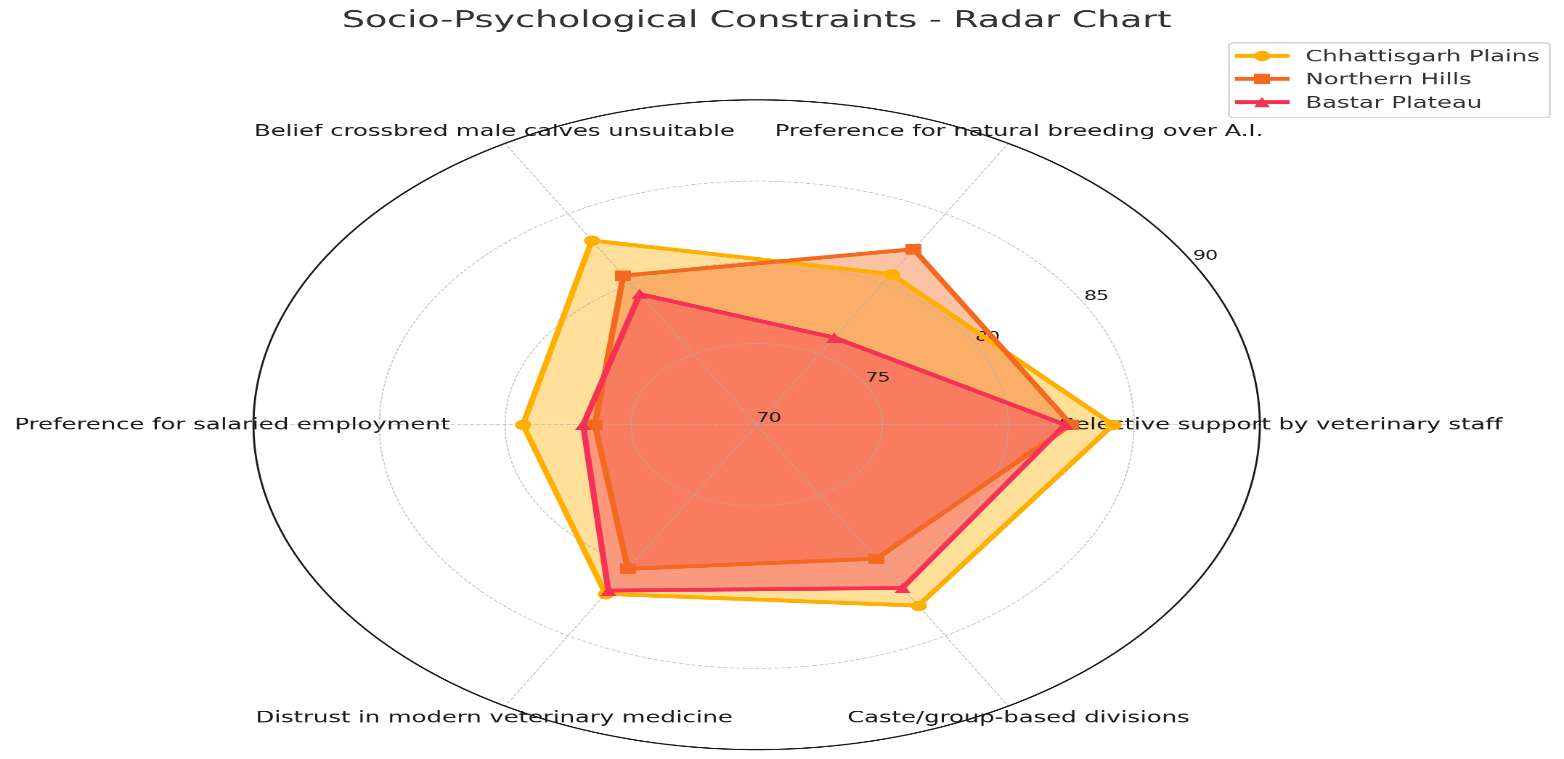 Socio-Psychological Constraints - Radar Chart
Chhattisgarh Plains
Northern Hills
Bastar Plateau
Belief crossbred male calves unsuitable
Preference for natural breeding over A.I.
90
85
80
75
70
Preference for salaried employment
Selective support by veterinary staff
Distrust in modern veterinary medicine
Caste/group-based divisions